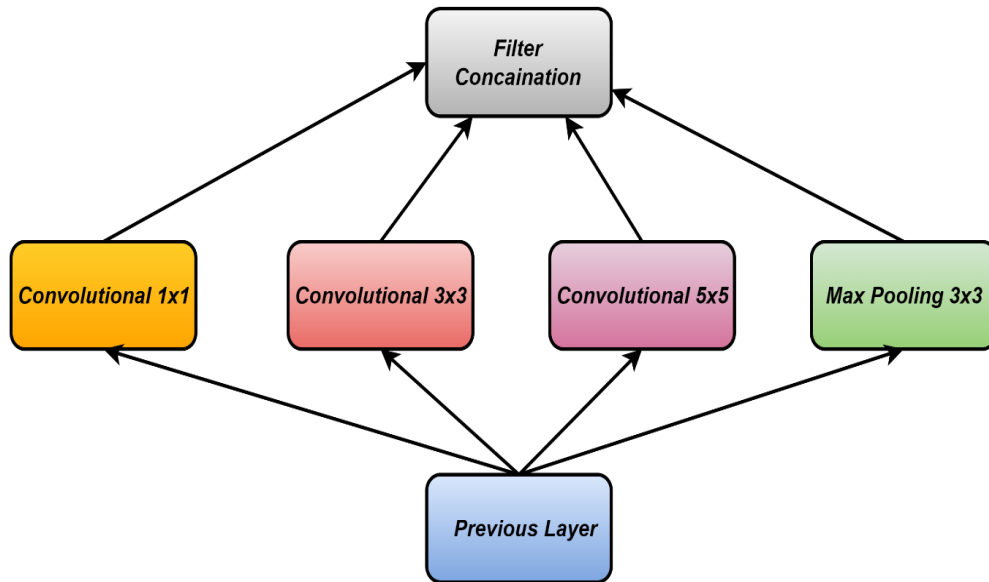 Filter
Concaination
Convolutional 1x1
Convolutional 3x3
Convolutional 5x5
Max Pooling 3x3
Previous Layer